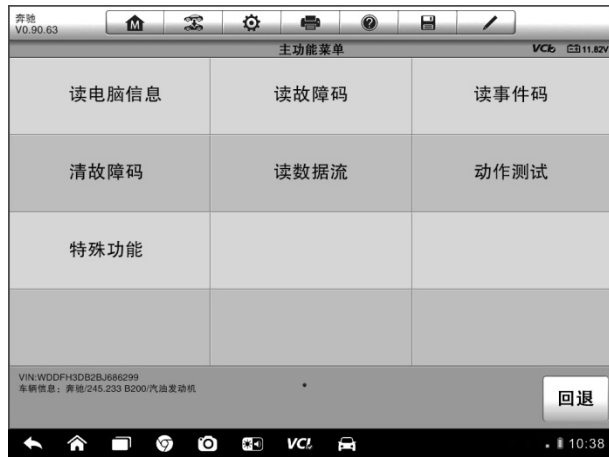 奔驰
V0.90.63
M
?
主功能菜单
VCI
11.82V
读电脑信息
读故障码
读事件码
清故障码
读数据流
动作测试
特殊功能
VIN:WDDFH3DB2BJ686299
车辆信息：奔驰/245.233 B200/汽油发动机
回退
VCI
10:38